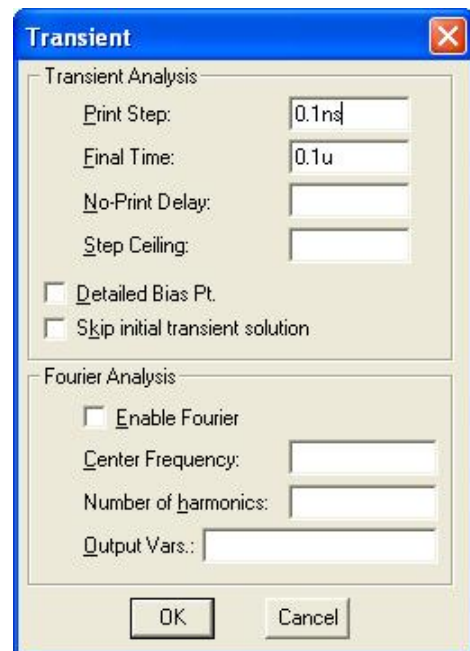 Transient
Transient Analysis
Print Step: 0.1ns
Final Time: 0.1u
No-Print Delay:
Step Ceiling:
Detailed Bias Pt.
Skip initial transient solution
Fourier Analysis
Enable Fourier
Center Frequency:
Number of harmonics:
Output Vars.:
OK Cancel